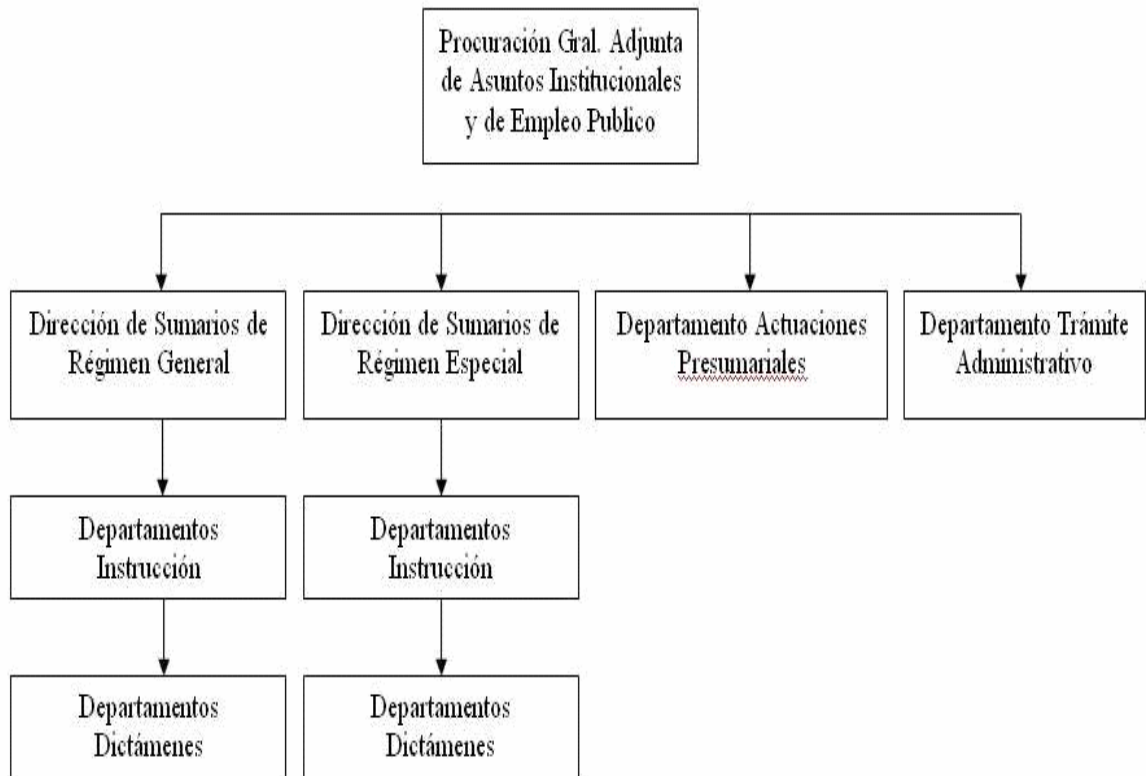 Procuración Gral. Adjunta
de Asuntos Institucionales
y de Empleo Publico
Dirección de Sumarios de
Régimen General
Dirección de Sumarios de
Régimen Especial
Departamento Actuaciones
Presumariales
Departamento Trámite
Administrativo
Departamentos
Instrucción
Departamentos
Instrucción
Departamentos
Dictámenes
Departamentos
Dictámenes